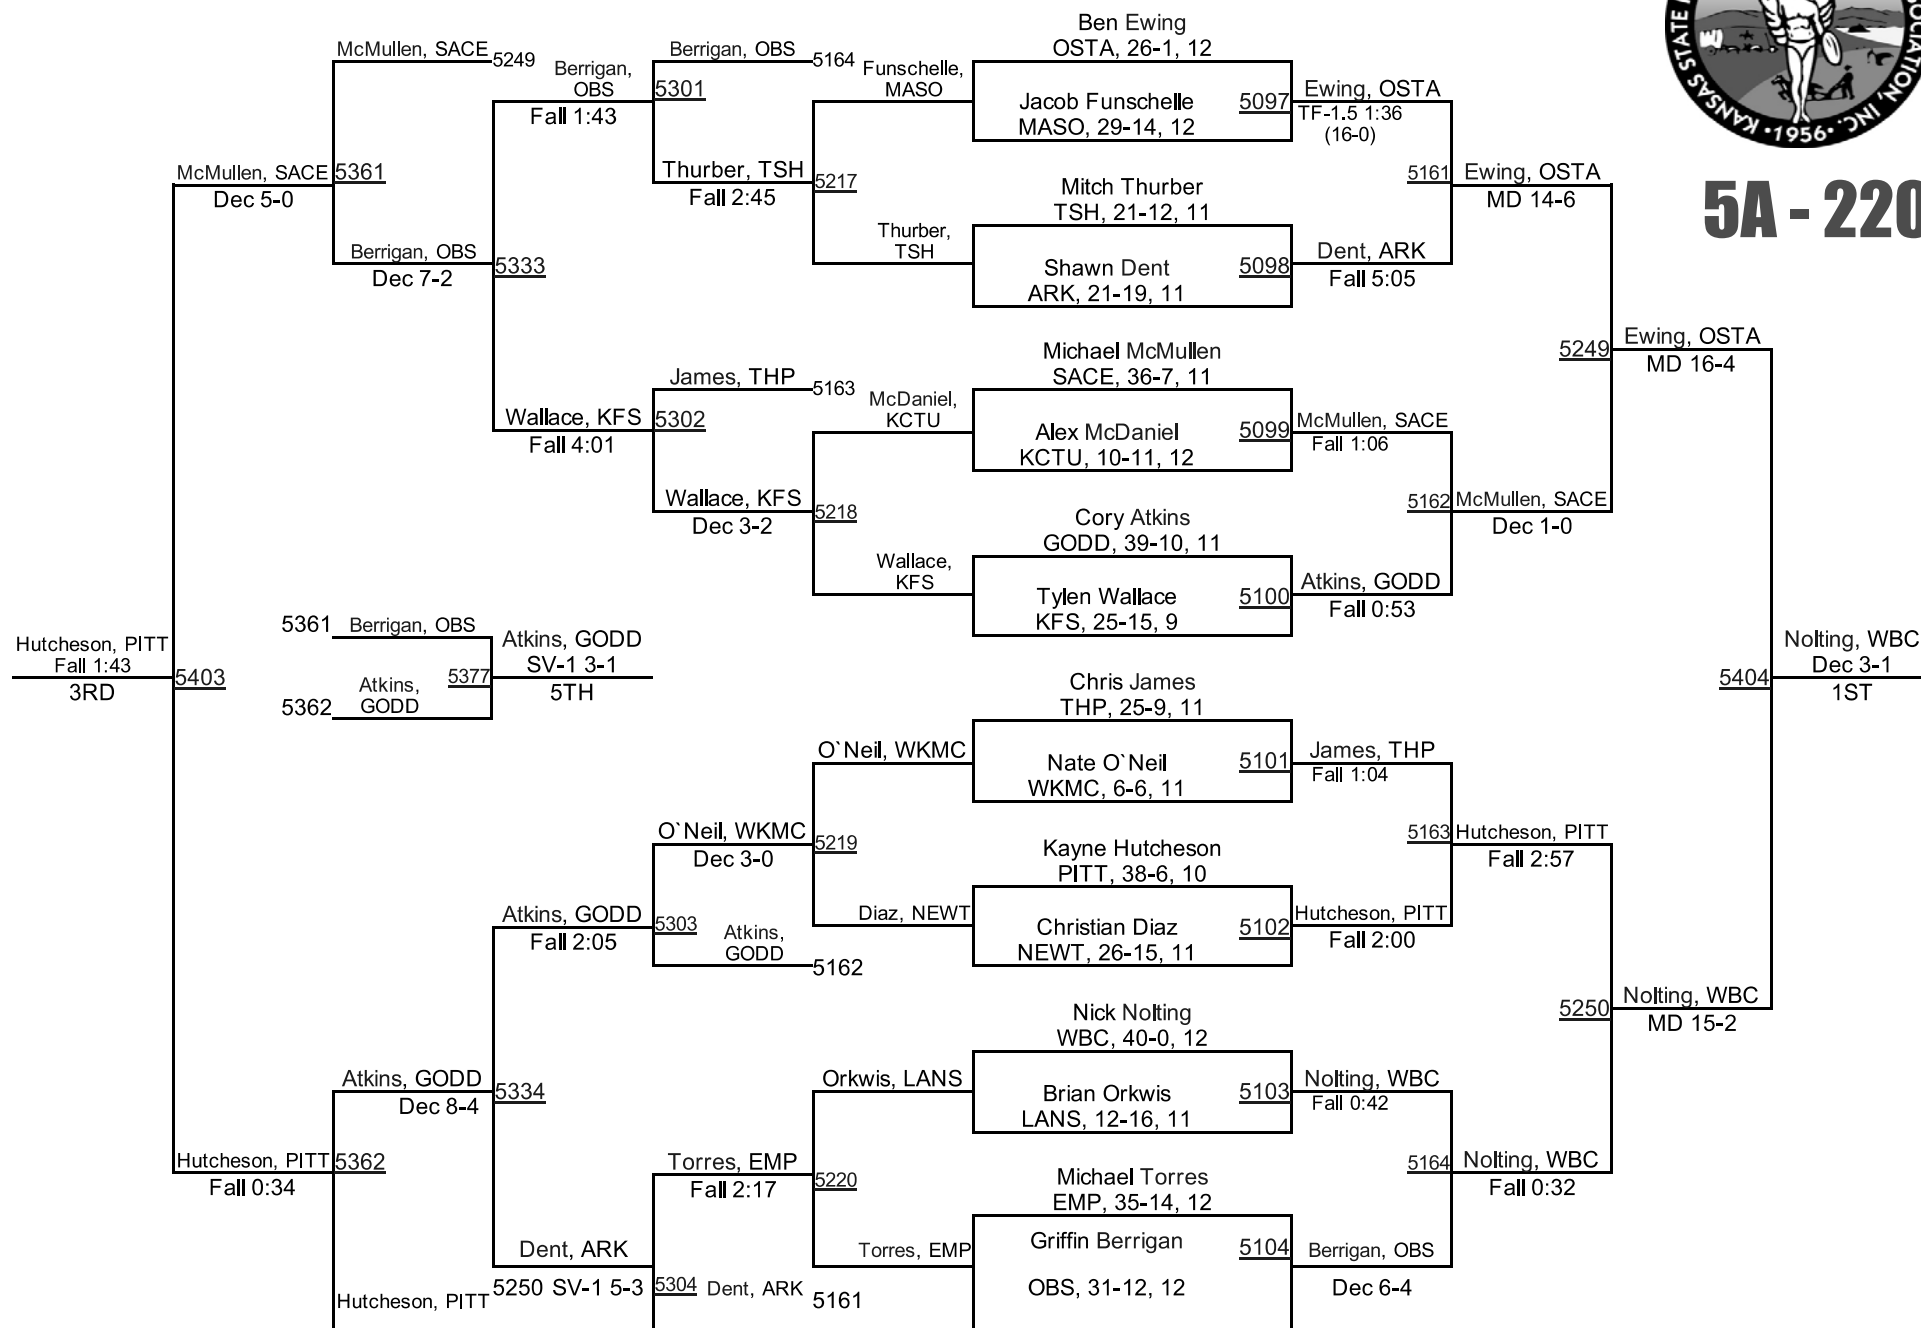 KANSAS STATE
SOCIATION, INC.
•1956•
5A - 220
McMullen, SACE
5249
Berrigan,
OBS
Fall 1:43
Berrigan, OBS
5164
5301
Thurber, TSH
Fall 2:45
5217
Funschelle,
MASO
Thurber,
TSH
McMullen, SACE
Dec 5-0
5361
Berrigan, OBS
Dec 7-2
5333
Wallace, KFS
Fall 4:01
James, THP
5163
5302
Wallace, KFS
Dec 3-2
5218
McDaniel,
KCTU
Wallace,
KFS
Ben Ewing
OSTA, 26-1, 12
Jacob Funschelle
MASO, 29-14, 12
5097
Ewing, OSTA
TF-1.5 1:36
(16-0)
Mitch Thurber
TSH, 21-12, 11
Shawn Dent
ARK, 21-19, 11
5098
Dent, ARK
Fall 5:05
5161
Ewing, OSTA
MD 14-6
Michael McMullen
SACE, 36-7, 11
Alex McDaniel
KCTU, 10-11, 12
5099
McMullen, SACE
Fall 1:06
Cory Atkins
GODD, 39-10, 11
Tylen Wallace
KFS, 25-15, 9
5100
Atkins, GODD
Fall 0:53
5162
McMullen, SACE
Dec 1-0
5249
Ewing, OSTA
MD 16-4
Hutcheson, PITT
Fall 1:43
3RD
5403
5361
Berrigan, OBS
5362
Atkins,
GODD
5377
Atkins, GODD
SV-1 3-1
5TH
5404
Nolting, WBC
Dec 3-1
1ST
Chris James
THP, 25-9, 11
Nate O`Neil
WKMC, 6-6, 11
5101
James, THP
Fall 1:04
Kayne Hutcheson
PITT, 38-6, 10
Christian Diaz
NEWT, 26-15, 11
5102
Hutcheson, PITT
Fall 2:00
5163
Hutcheson, PITT
Fall 2:57
O`Neil, WKMC
O`Neil, WKMC
Dec 3-0
5219
Diaz, NEWT
Atkins, GODD
Fall 2:05
5303
Atkins,
GODD
5162
Nick Nolting
WBC, 40-0, 12
Brian Orkwis
LANS, 12-16, 11
5103
Nolting, WBC
Fall 0:42
Michael Torres
EMP, 35-14, 12
Griffin Berrigan
OBS, 31-12, 12
5104
Berrigan, OBS
Dec 6-4
5164
Nolting, WBC
Fall 0:32
5250
Nolting, WBC
MD 15-2
Atkins, GODD
Dec 8-4
5334
Orkwis, LANS
Torres, EMP
Fall 2:17
5220
Torres, EMP
Hutcheson, PITT
Fall 0:34
5362
Dent, ARK
SV-1 5-3
5304
Dent, ARK
5161
Hutcheson, PITT
5250